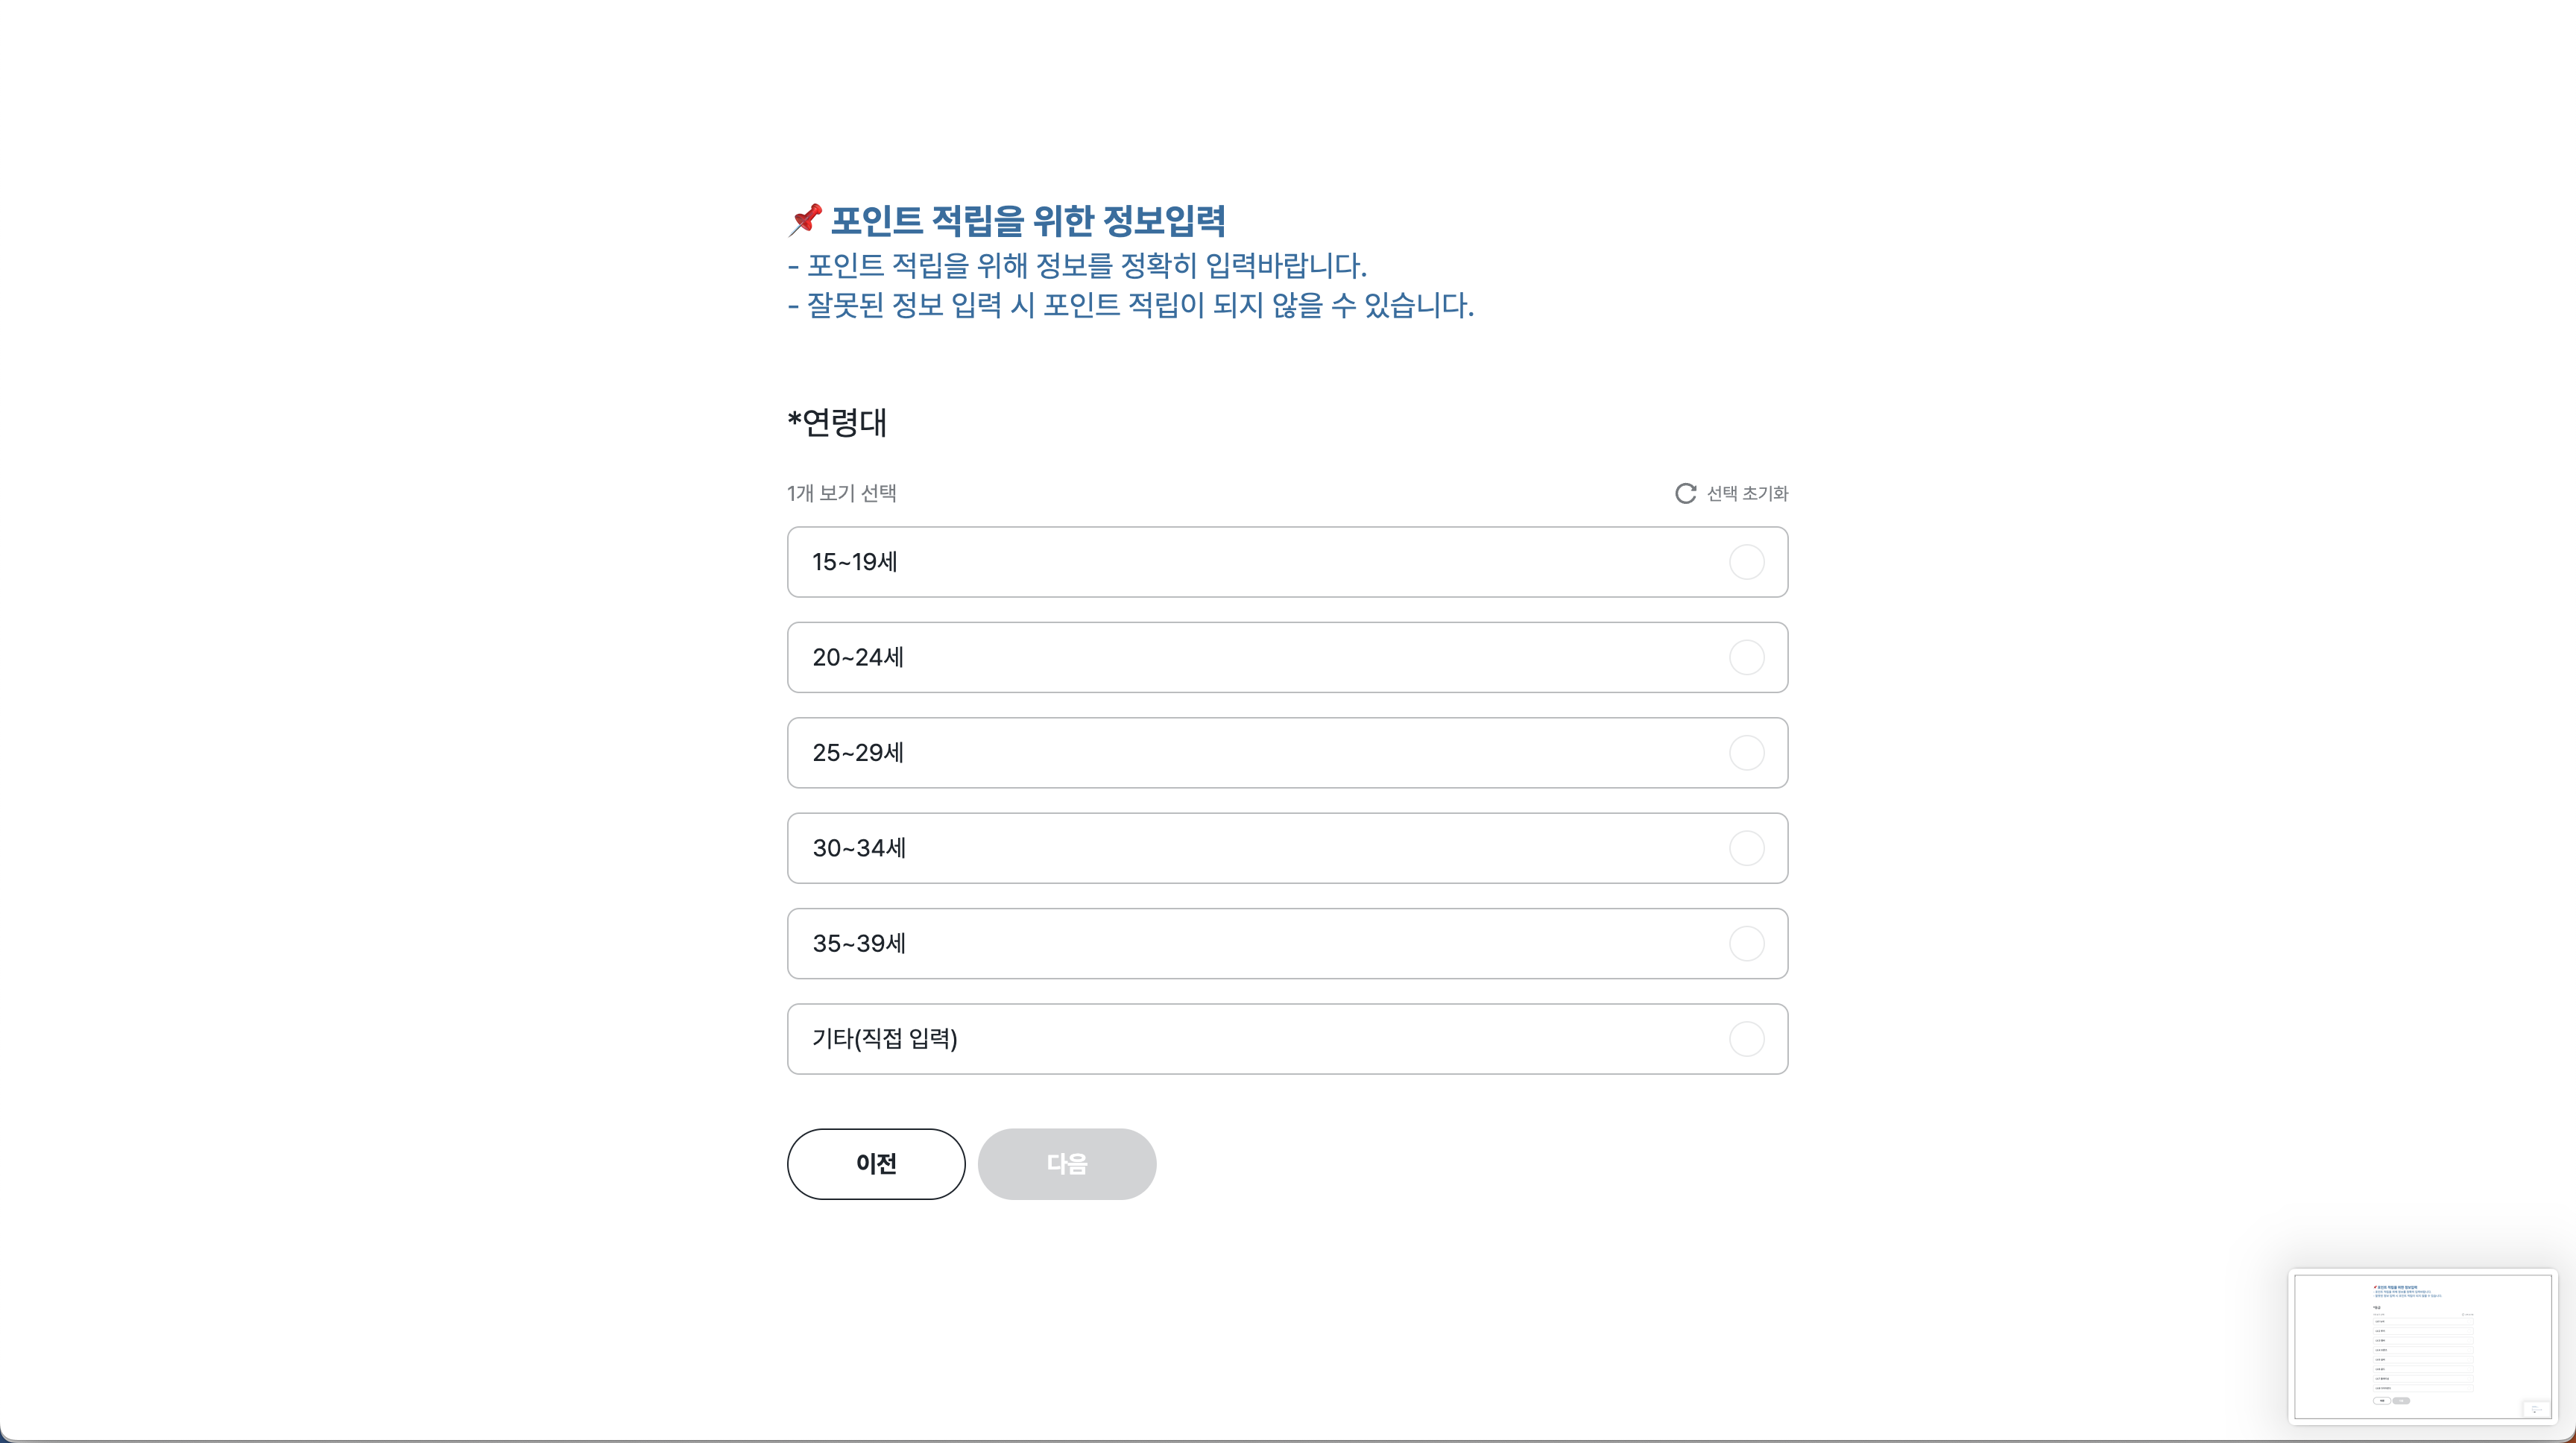 📌 포인트 적립을 위한 정보입력
- 포인트 적립을 위해 정보를 정확히 입력바랍니다.
- 잘못된 정보 입력 시 포인트 적립이 되지 않을 수 있습니다.
*연령대
1개 보기 선택
선택 초기화
15~19세
20~24세
25~29세
30~34세
35~39세
기타(직접 입력)
이전
다음